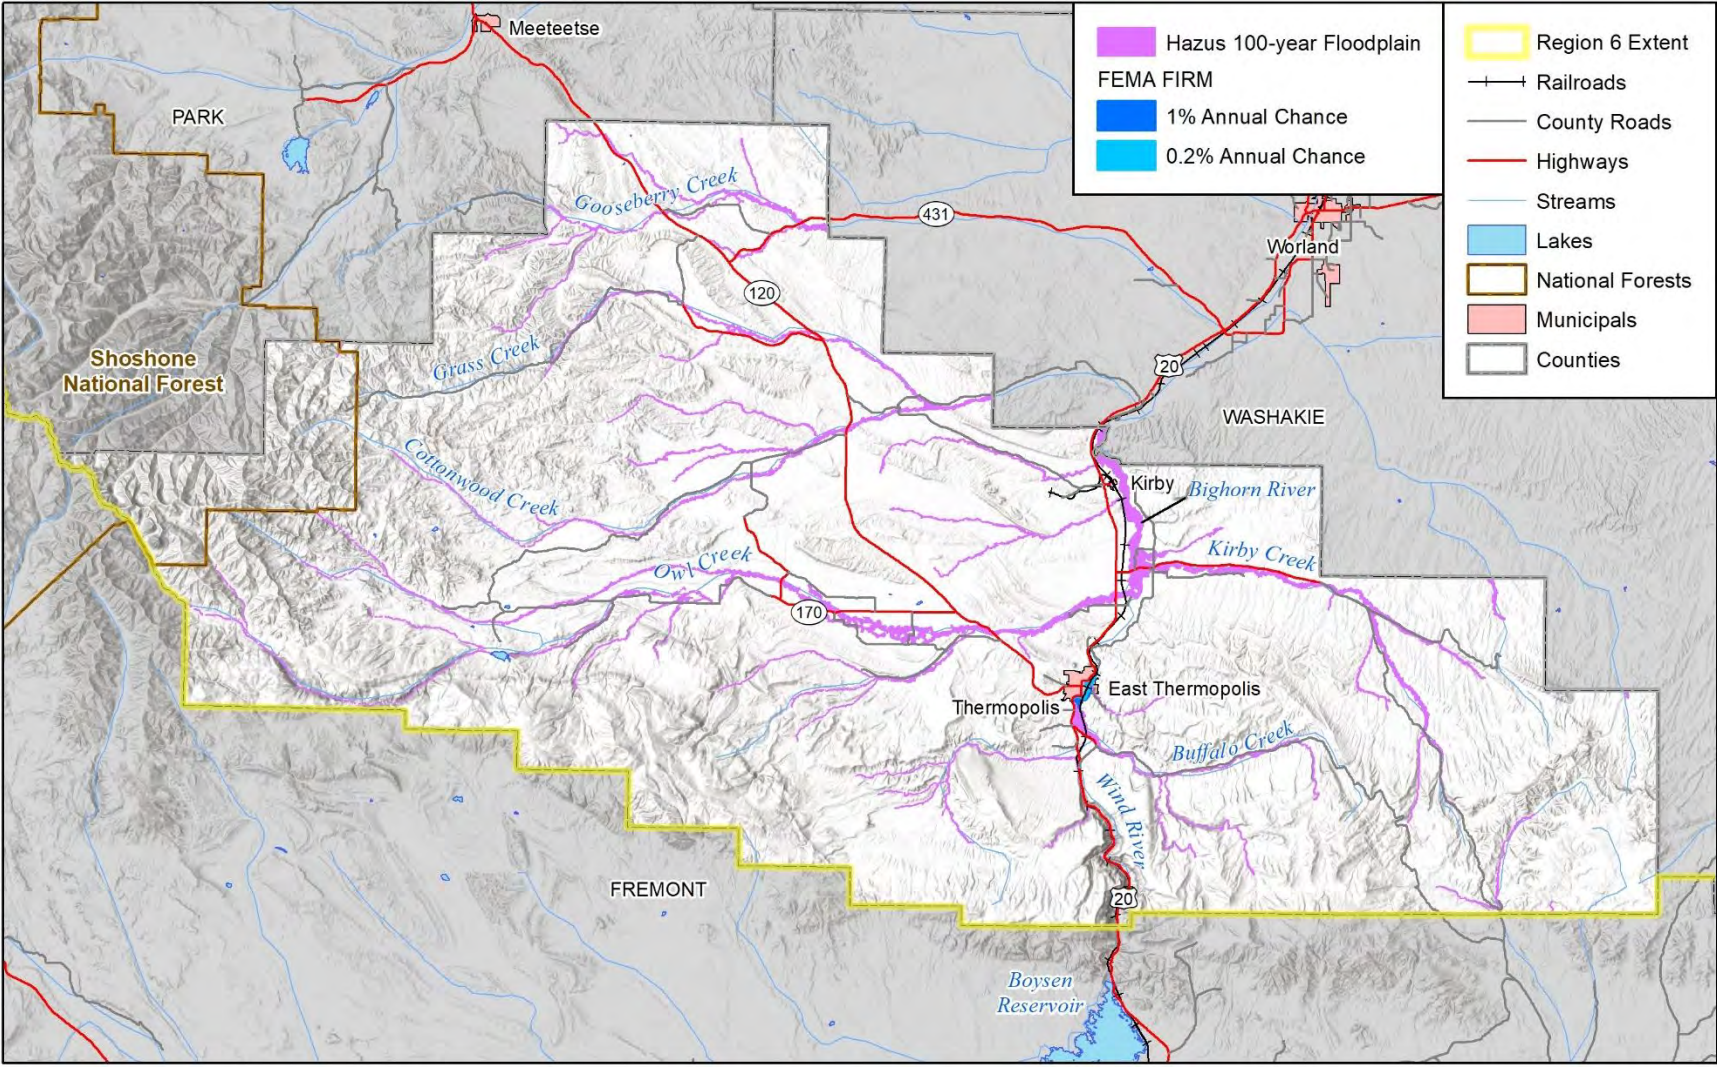 Meeteetse
PARK
Hazus 100-year Floodplain
FEMA FIRM
1% Annual Chance
0.2% Annual Chance
Region 6 Extent
Railroads
County Roads
Highways
Streams
Lakes
National Forests
Municipals
Counties
Gooseberry Creek
431
Worland
120
Grass Creek
Shoshone
National Forest
20
WASHAKIE
Cottonwood Creek
Kirby
Bighorn River
Kirby Creek
Owl Creek
170
East Thermopolis
Thermopolis
Buffalo Creek
Wind River
FREMONT
20
Boysen
Reservoir